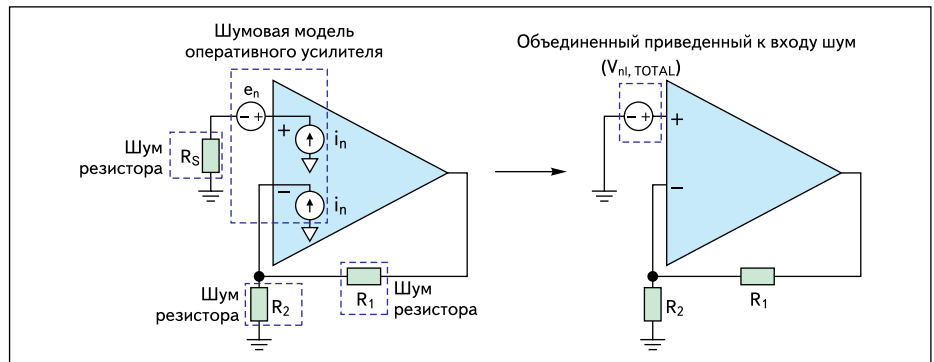 Шумовая модель
оперативного усилителя
Объединенный приведенный к входу шум
(VnI, TOTAL)
en
− +
− +
+
in
+
Шум
резистора
RS
−
in
−
Шум
резистора
R2
R1
Шум
резистора
R2
R1